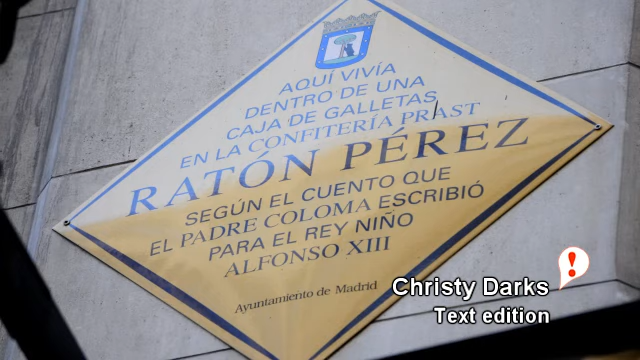 AQUÍ VIVÍA
DENTRO DE UNA
CAJA DE GALLETAS
EN LA CONFITERÍA PRAST
RATÓN PÉREZ
SEGÚN EL CUENTO QUE
EL PADRE COLOMA ESCRIBIÓ
PARA EL REY NIÑO
ALFONSO XIII
Ayuntamiento de Madrid
Christy Darks
Text edition